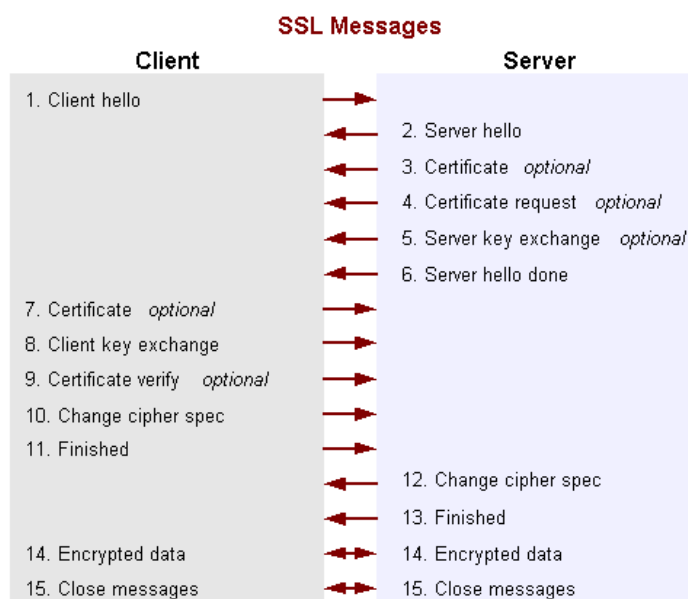 SSL Messages
Client Server
1. Client hello
2. Server hello
3. Certificate optional
4. Certificate request optional
5. Server key exchange optional
6. Server hello done
7. Certificate optional
8. Client key exchange
9. Certificate verify optional
10. Change cipher spec
11. Finished
12. Change cipher spec
13. Finished
14. Encrypted data 14. Encrypted data
15. Close messages 15. Close messages